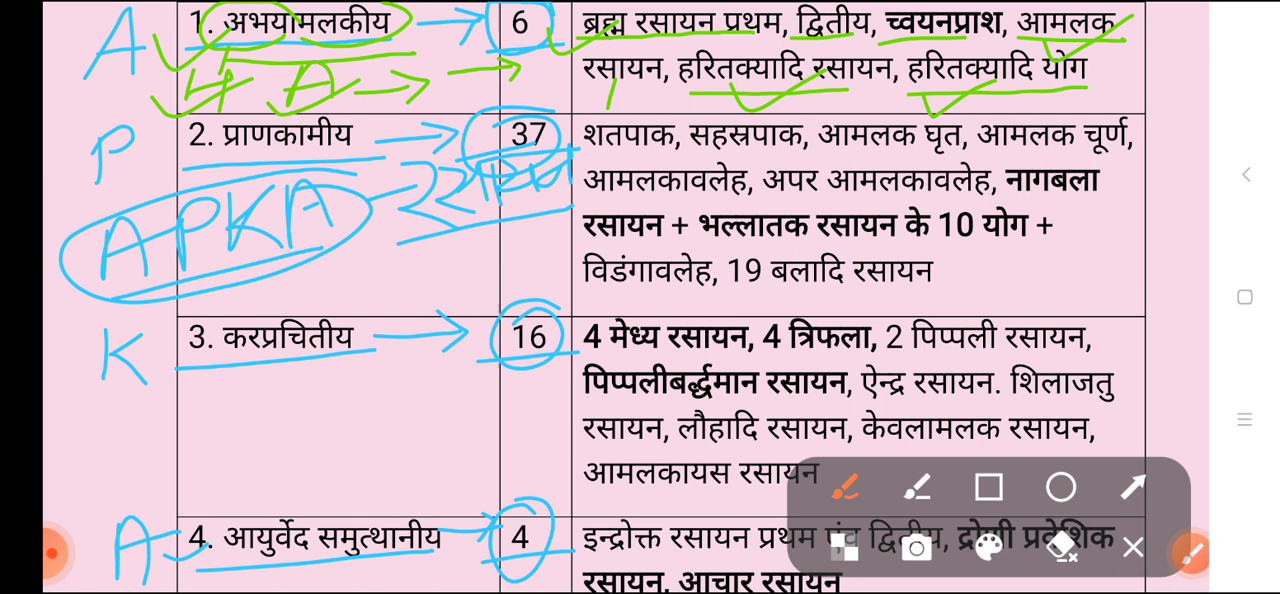 A 1. अभयामलकीय → 6 ब्रह्म रसायन प्रथम, द्वितीय, च्वयनप्राश, आमलक
4 A → → रसायन, हरितक्यादि रसायन, हरितक्यादि योग
P 2. प्राणकामीय → 37 शतपाक, सहस्रपाक, आमलक घृत, आमलक चूर्ण,
आमलकावलेह, अपर आमलकावलेह, नागबला
APKA रसायन + भल्लातक रसायन के 10 योग +
विडंगावलेह, 19 बलादि रसायन
K 3. करप्रचितीय → 16 4 मेध्य रसायन, 4 त्रिफला, 2 पिप्पली रसायन,
पिप्पलीबर्द्धमान रसायन, ऐन्द्र रसायन. शिलाजतु
रसायन, लौहादि रसायन, केवलामलक रसायन,
आमलकायस रसायन
A 4. आयुर्वेद समुत्थानीय → 4 इन्द्रोक्त रसायन प्रथम एंव द्वितीय, द्रोणी प्रवेशिक
रसायन, आचार रसायन